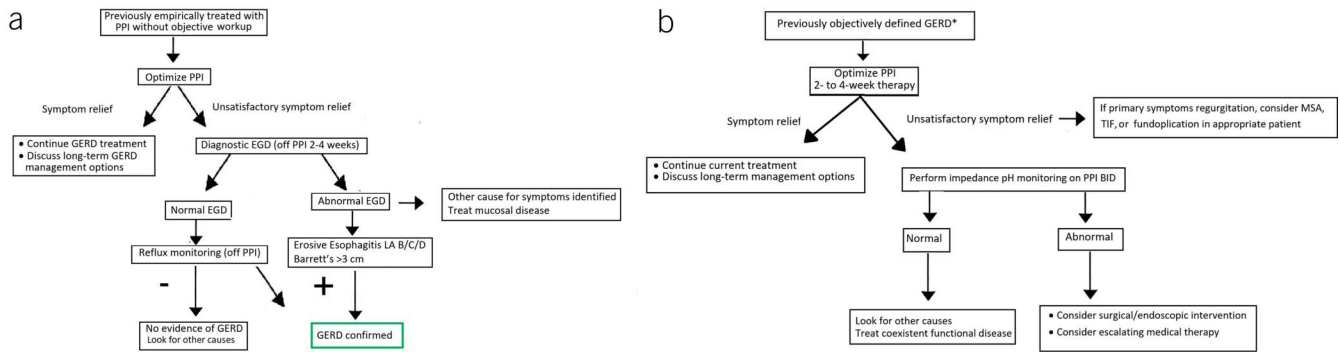 a
Previously empirically treated with
PPI without objective workup
Optimize PPI
Symptom relief
Unsatisfactory symptom relief
• Continue GERD treatment
• Discuss long-term GERD
management options
Diagnostic EGD (off PPI 2-4 weeks)
Normal EGD
Abnormal EGD
Other cause for symptoms identified
Treat mucosal disease
Reflux monitoring (off PPI)
Erosive Esophagitis LA B/C/D
Barrett's >3 cm
-
+
No evidence of GERD
Look for other causes
GERD confirmed
b
Previously objectively defined GERD*
Optimize PPI
2- to 4-week therapy
Symptom relief
Unsatisfactory symptom relief
If primary symptoms regurgitation, consider MSA,
TIF, or fundoplication in appropriate patient
• Continue current treatment
• Discuss long-term management options
Perform impedance pH monitoring on PPI BID
Normal
Abnormal
Look for other causes
Treat coexistent functional disease
• Consider surgical/endoscopic intervention
• Consider escalating medical therapy